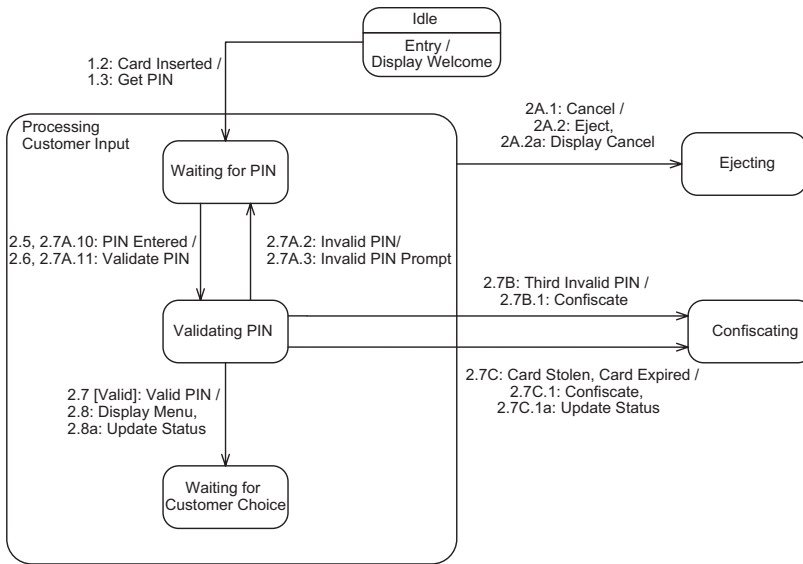 Idle
Entry /
Display Welcome
1.2: Card Inserted /
1.3: Get PIN
Processing
Customer Input
2A.1: Cancel /
2A.2: Eject,
2A.2a: Display Cancel
Ejecting
Waiting for PIN
2.5, 2.7A.10: PIN Entered /
2.6, 2.7A.11: Validate PIN
2.7A.2: Invalid PIN/
2.7A.3: Invalid PIN Prompt
2.7B: Third Invalid PIN /
2.7B.1: Confiscate
Validating PIN
Confiscating
2.7C: Card Stolen, Card Expired /
2.7C.1: Confiscate,
2.7C.1a: Update Status
2.7 [Valid]: Valid PIN /
2.8: Display Menu,
2.8a: Update Status
Waiting for
Customer Choice